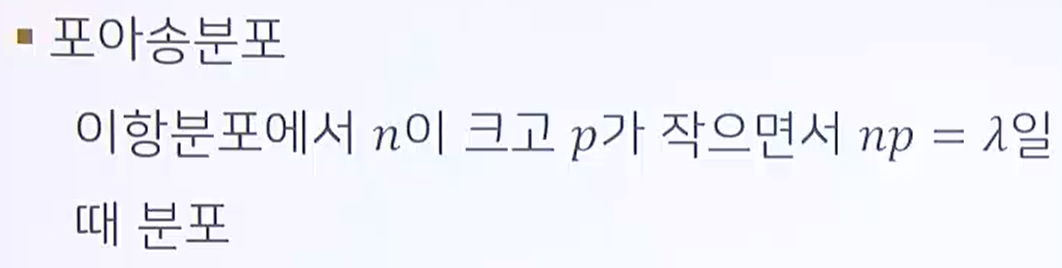 ▪ 포아송분포
이항분포에서 n이 크고 p가 작으면서 np = λ일
때 분포